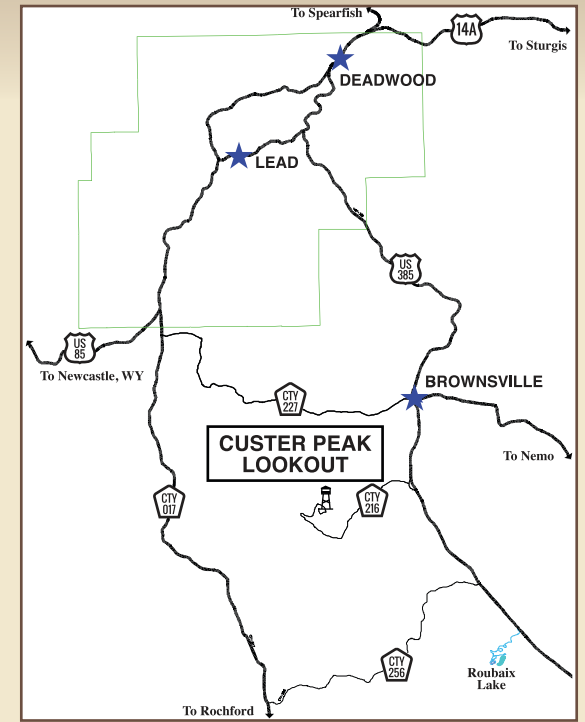 To Spearfish
14A
To Sturgis
DEADWOOD
LEAD
US
385
US
85
To Newcastle, WY
BROWNSVILLE
CTY
227
To Nemo
CUSTER PEAK
LOOKOUT
CTY
017
CTY
216
CTY
256
Roubaix
Lake
To Rochford